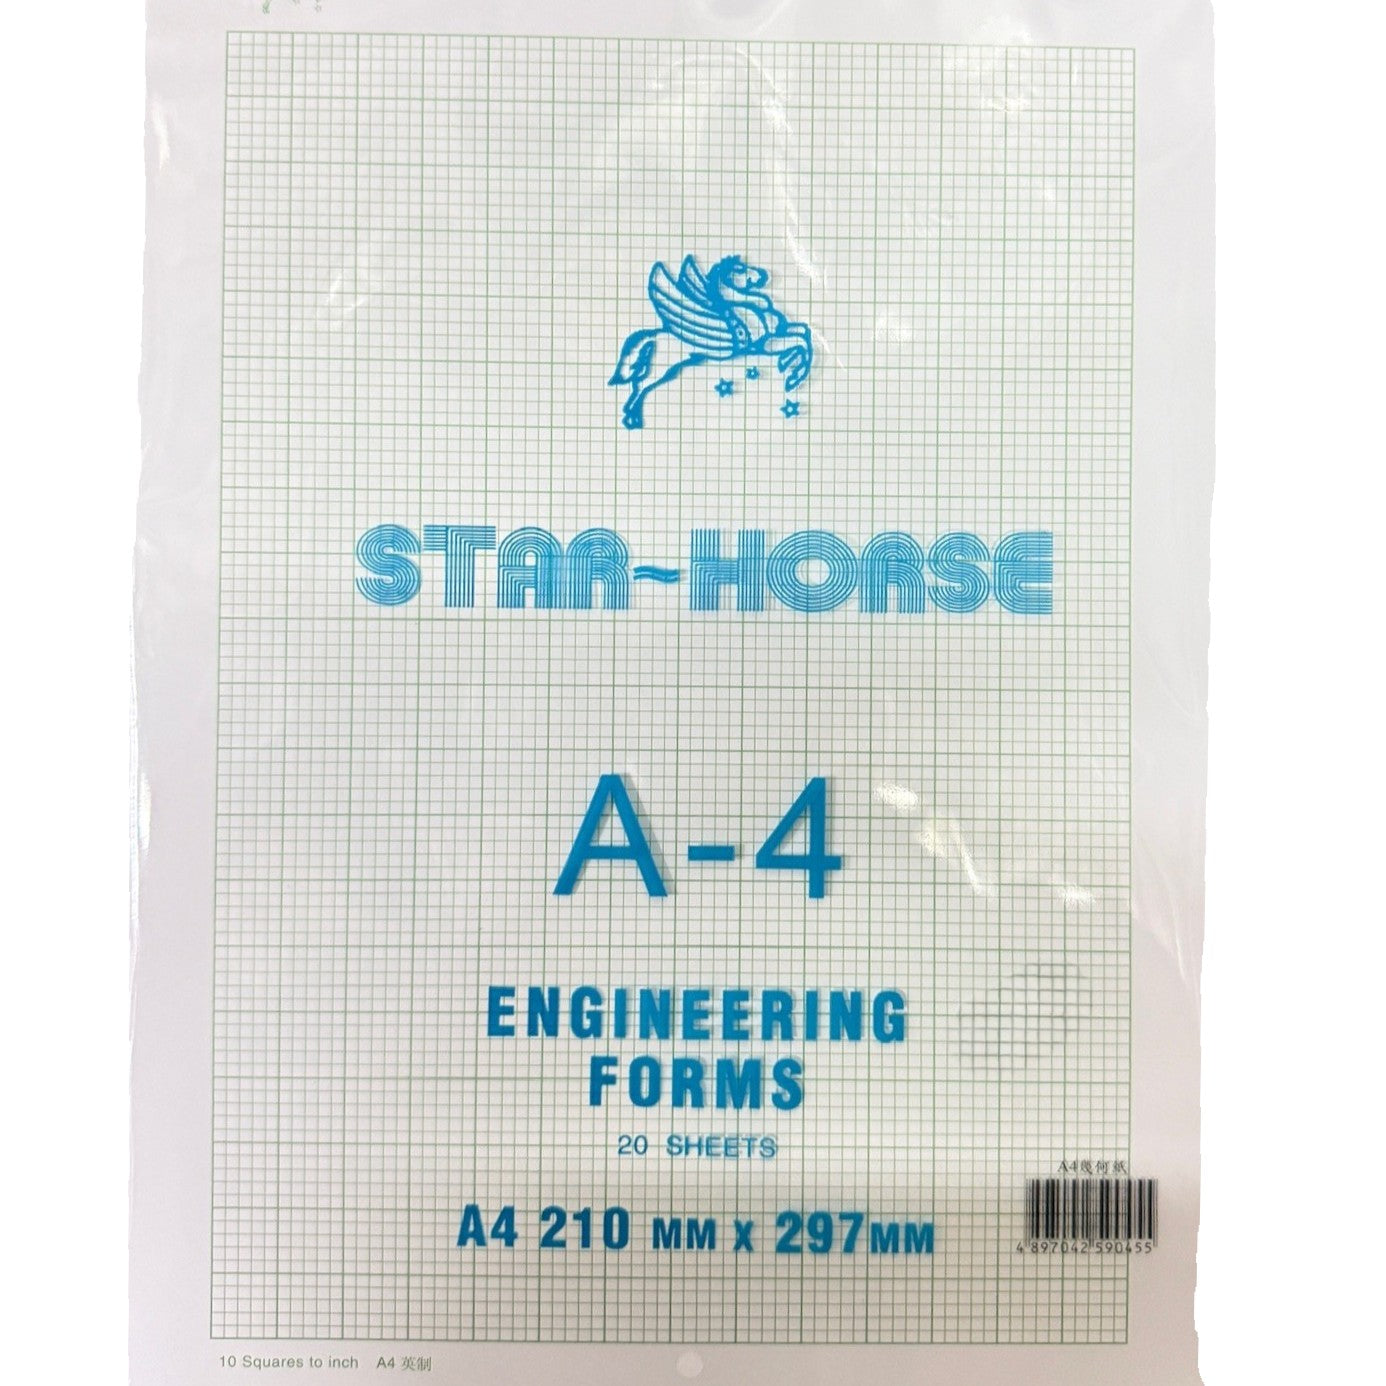 STAR-HORSE
A-4
ENGINEERING
FORMS
20 SHEETS
A4幾何紙
A4 210 MM X 297MM
4 897042 590455
10 Squares to inch A4 英制